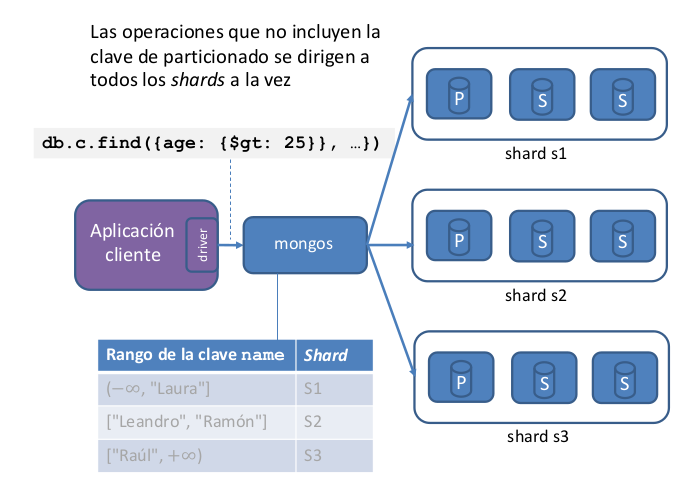 Las operaciones que no incluyen la
clave de particionado se dirigen a
todos los shards a la vez
db.c.find({age: {$gt: 25}}, …})
Aplicación
cliente
driver
mongos
P S S
shard s1
P S S
shard s2
P S S
shard s3
Rango de la clave name Shard
(−∞, "Laura"] S1
["Leandro", "Ramón"] S2
["Raúl", +∞) S3